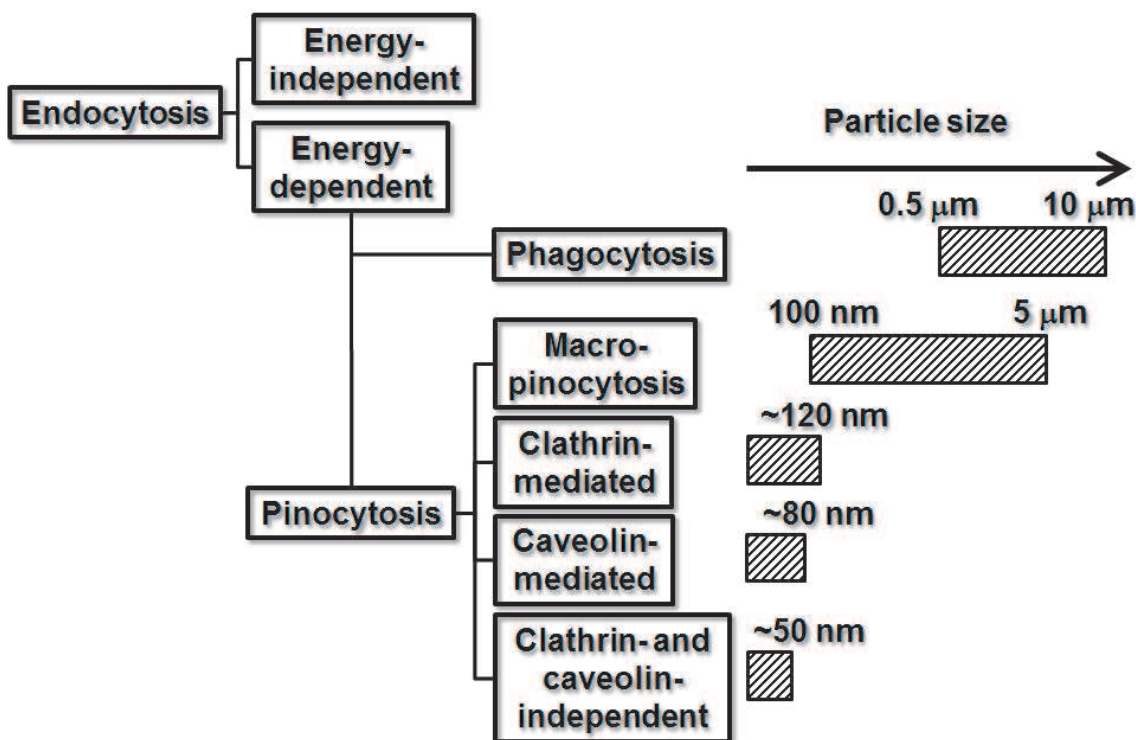 Energy-
independent
Endocytosis
Energy-
dependent
Particle size
0.5 μm 10 μm
Phagocytosis
100 nm 5 μm
Macro-
pinocytosis
~120 nm
Clathrin-
mediated
Pinocytosis
~80 nm
Caveolin-
mediated
~50 nm
Clathrin- and
caveolin-
independent